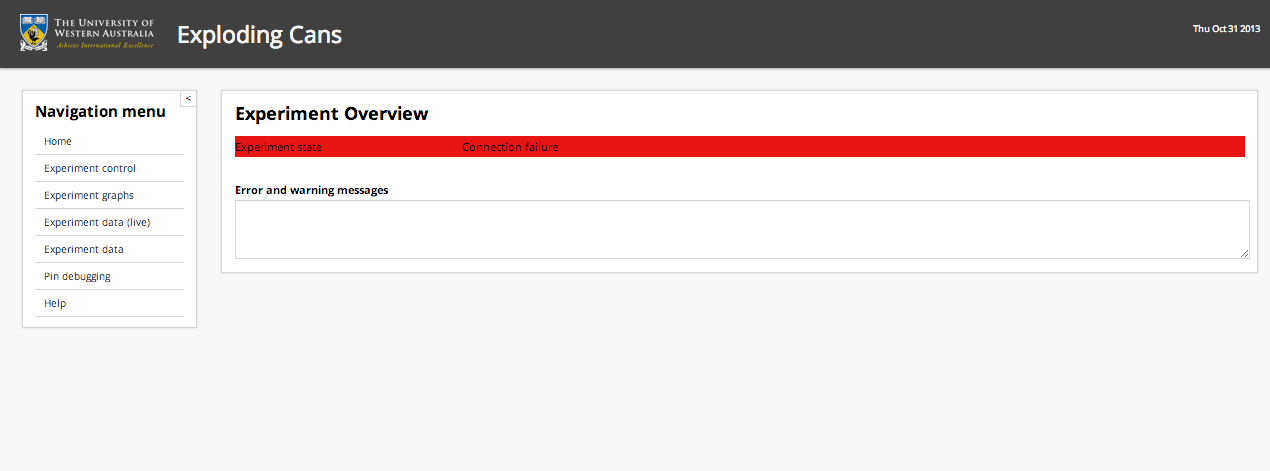 THE UNIVERSITY OF
WESTERN AUSTRALIA
Achieve International Excellence
Exploding Cans
Thu Oct 31 2013
<
Navigation menu
Home
Experiment control
Experiment graphs
Experiment data (live)
Experiment data
Pin debugging
Help
Experiment Overview
Experiment state Connection failure
Error and warning messages